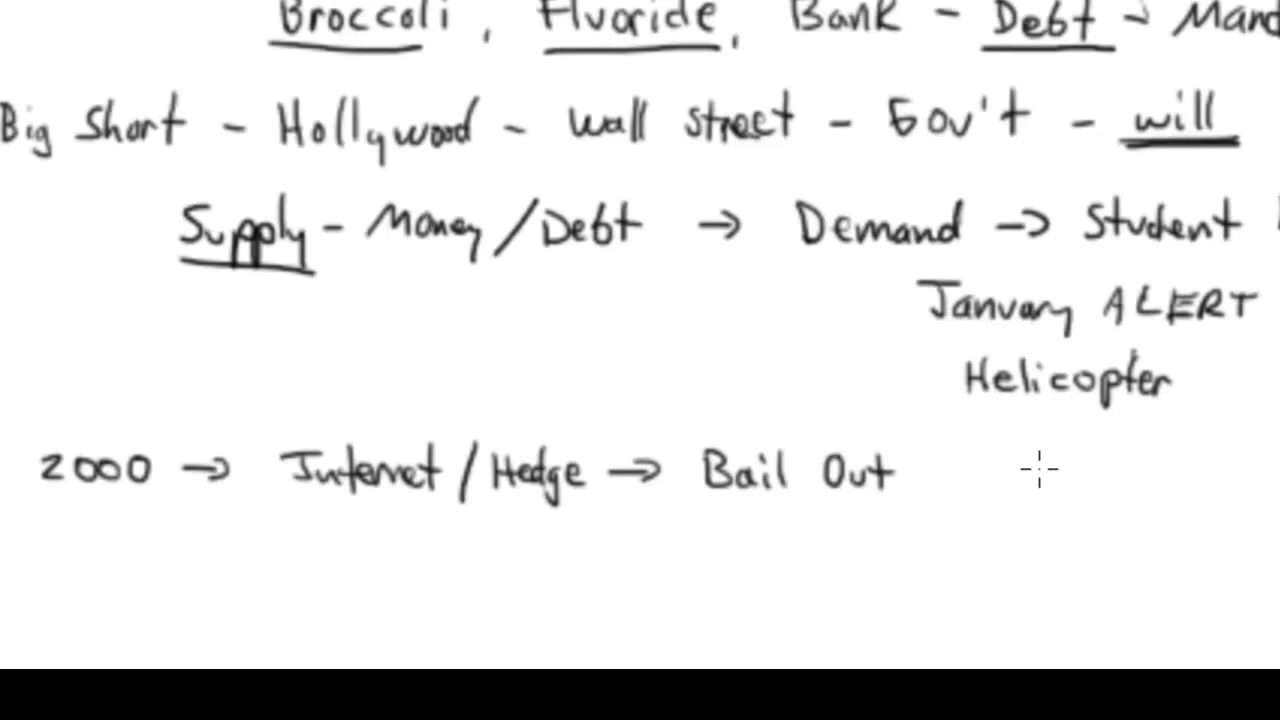 Broccoli, Fluoride, Bank - Debt - Mand
Big Short - Hollywood - Wall Street - Gov't - will
Supply - Money/Debt → Demand → Student
January ALERT
Helicopter
2000 → Internet/Hedge → Bail Out